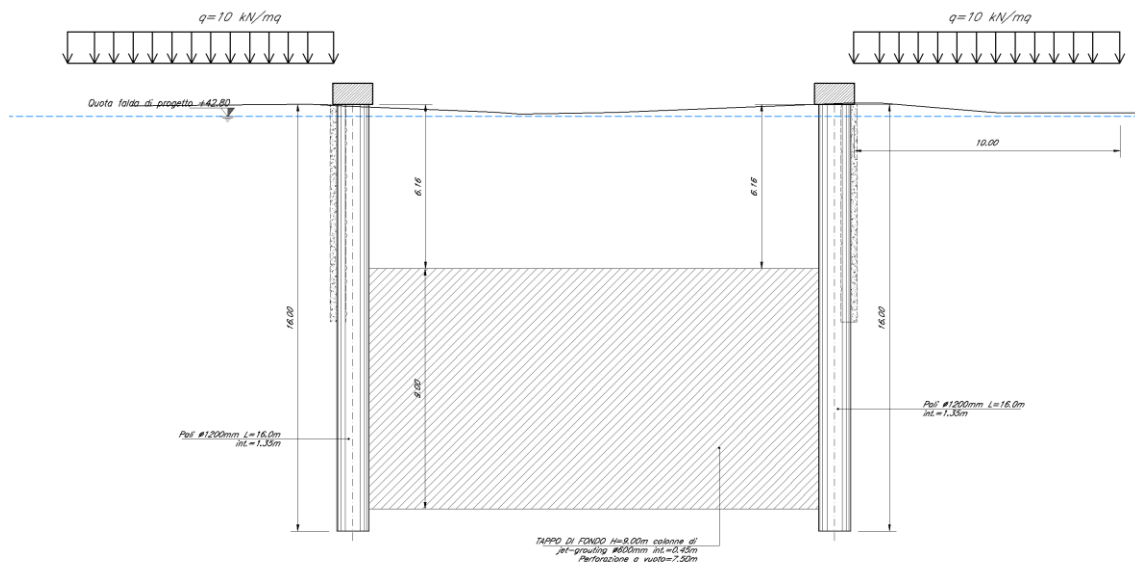 q=10 kN/mq
q=10 kN/mq
Quota falda di progetto +42.80
10.00
6.16
6.16
16.00
16.00
9.00
Pali ø1200mm L=16.0m
int.=1.35m
Pali ø1200mm L=16.0m
int.=1.35m
TAPPO DI FONDO H=9.00m colonne di
jet-grouting ø600mm int.=0.45m
Perforazione a vuoto=7.50m